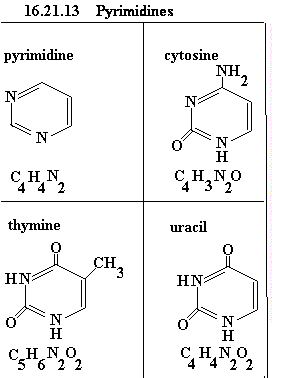 16.21.13 Pyrimidines
pyrimidine
N
N
C4H4N2
cytosine
NH2
N
O
N
H
C4H3N2O
thymine
O
CH3
HN
O
N
H
C5H6N2O2
uracil
O
HN
O
N
H
C4H4N2O2